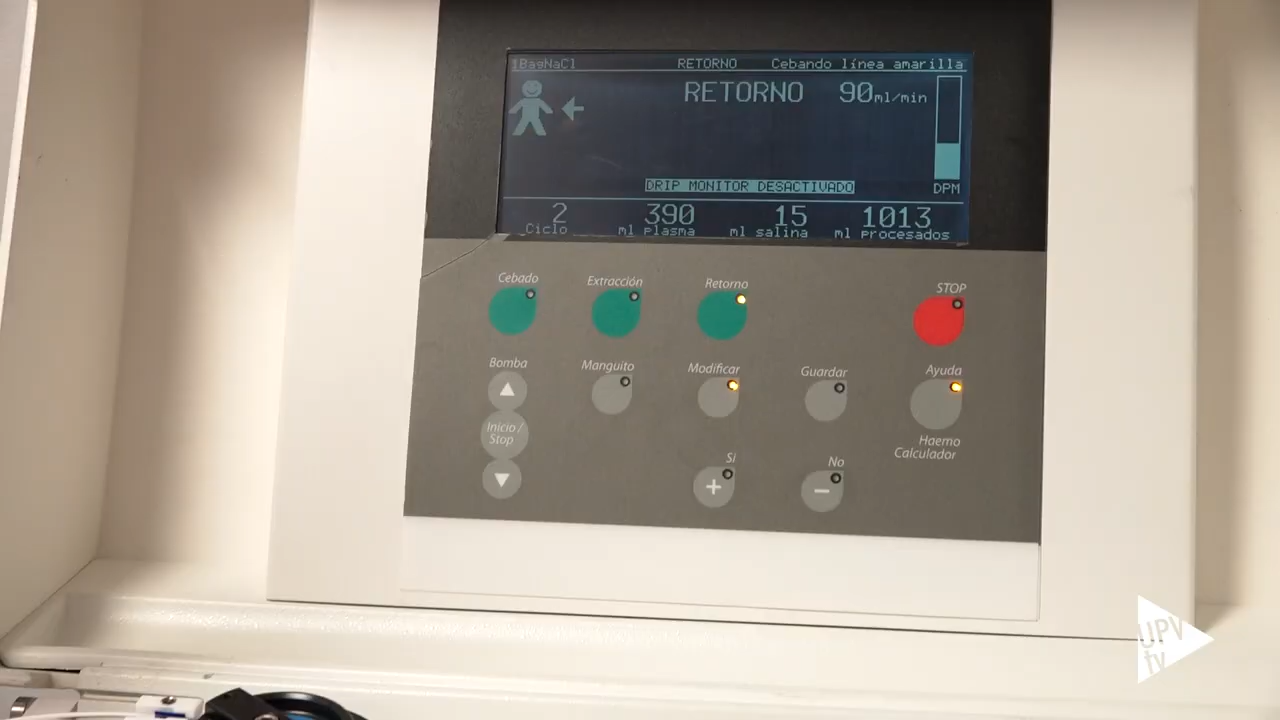 1BagNaCl RETORNO Cebando línea amarilla
RETORNO 90ml/min
DRIP MONITOR DESACTIVADO
DPM
2 390 15 1013
Ciclo ml plasma ml salina ml procesados
Cebado Extracción Retorno STOP
Bomba Manguito Modificar Guardar Ayuda
Inicio / Stop
Haemo Calculador
Sí No
+ −
UPV
tv